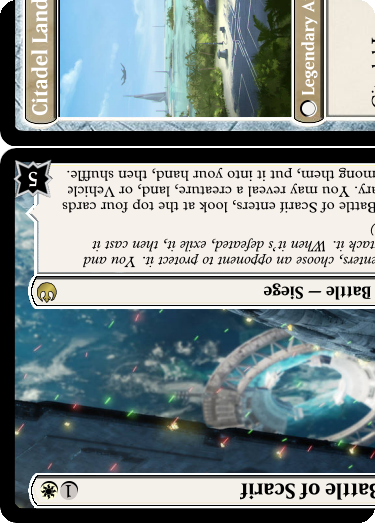 Citadel Land
Legendary A
Battle of Scarif
1
Battle — Siege
enters, choose an opponent to protect it. You and
tack it. When it's defeated, exile it, then cast it
)
Battle of Scarif enters, look at the top four cards
ary. You may reveal a creature, land, or Vehicle
mong them, put it into your hand, then shuffle.
5